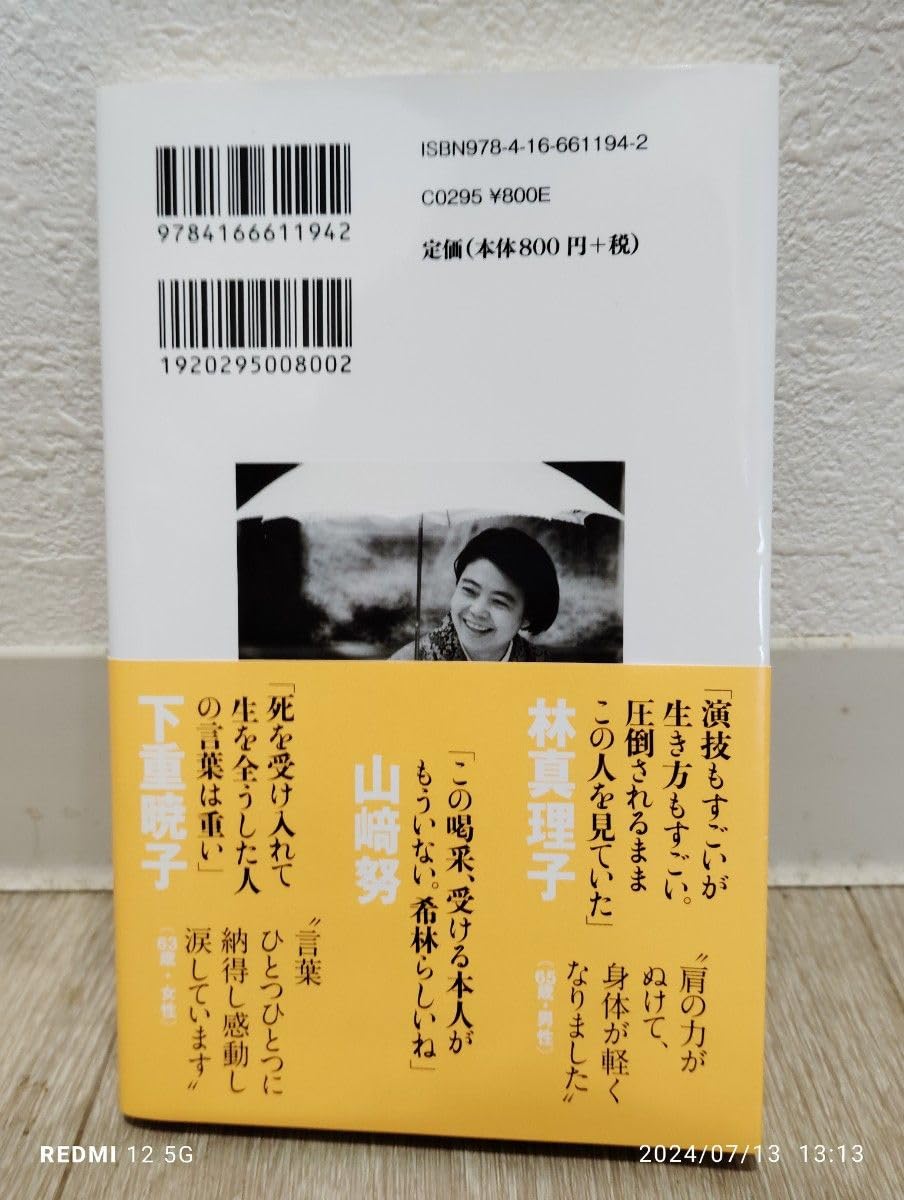 ISBN978-4-16-661194-2
C0295 ¥800E
定価(本体800円+税)
9784166611942
1920295008002
「演技もすごいが
生き方もすごい。
圧倒されるまま
この人を見ていた」
林真理子
〝肩の力が
ぬけて、
身体が軽く
なりました〟
(65歳・男性)
「この喝采、受ける本人が
もういない。希林らしいね」
山﨑努
「死を受け入れて
生を全うした人
の言葉は重い」
下重暁子
〝言葉
ひとつひとつに
納得し感動し
涙しています〟
(63歳・女性)
REDMI 12 5G
2024/07/13 13:13